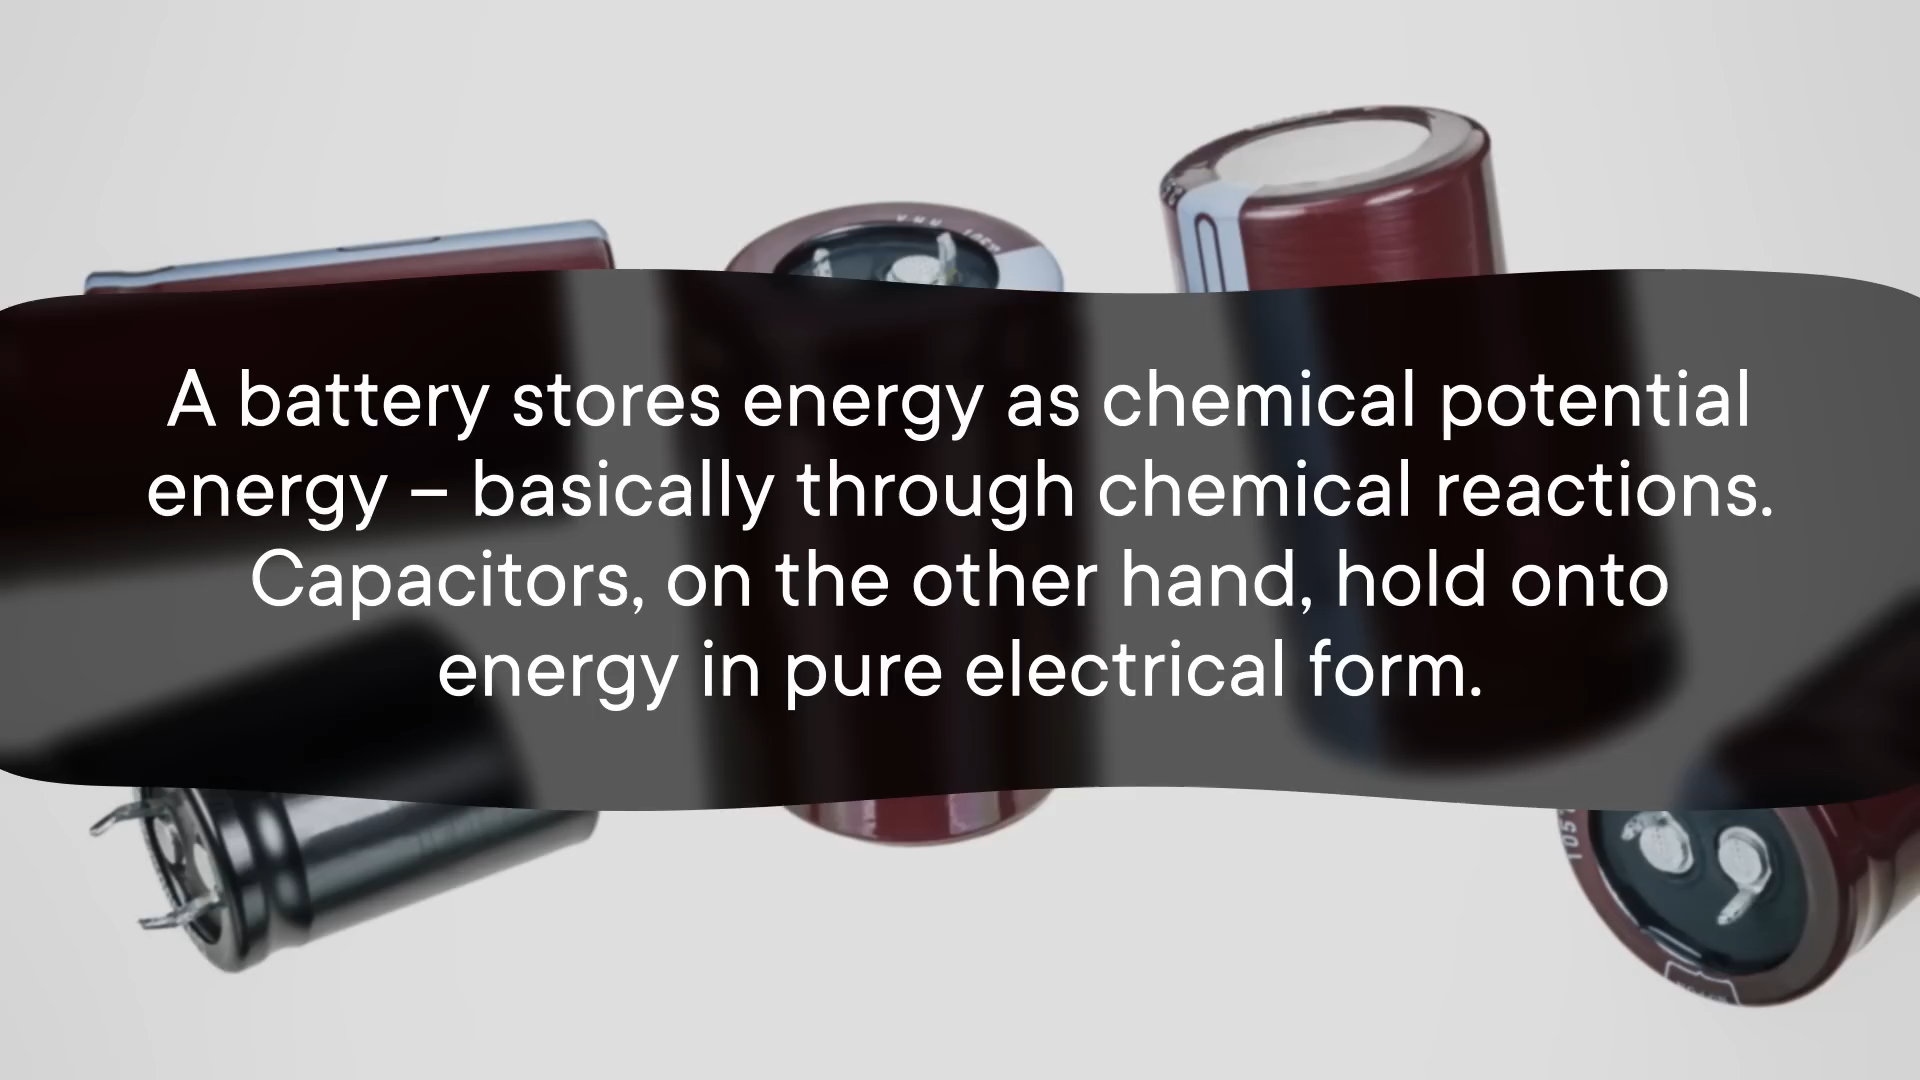 A battery stores energy as chemical potential
energy – basically through chemical reactions.
Capacitors, on the other hand, hold onto
energy in pure electrical form.